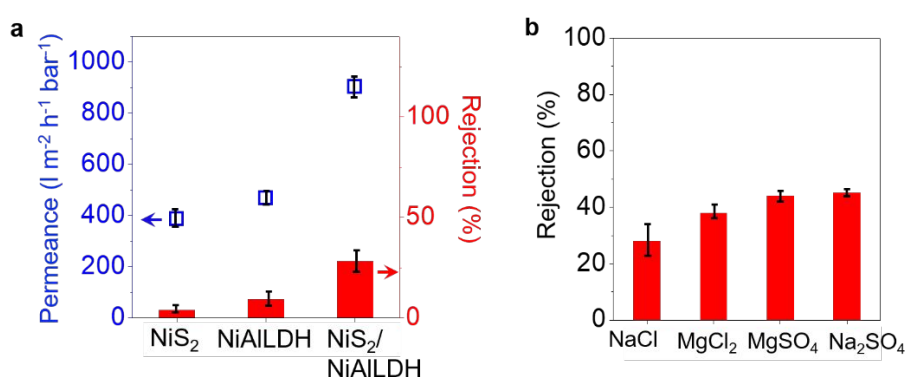 a
Permeance (l m⁻² h⁻¹ bar⁻¹)
1000
800
600
400
200
0
100
50
0
Rejection (%)
NiS₂
NiAlLDH
NiS₂/
NiAlLDH
b
Rejection (%)
100
80
60
40
20
0
NaCl
MgCl₂
MgSO₄
Na₂SO₄